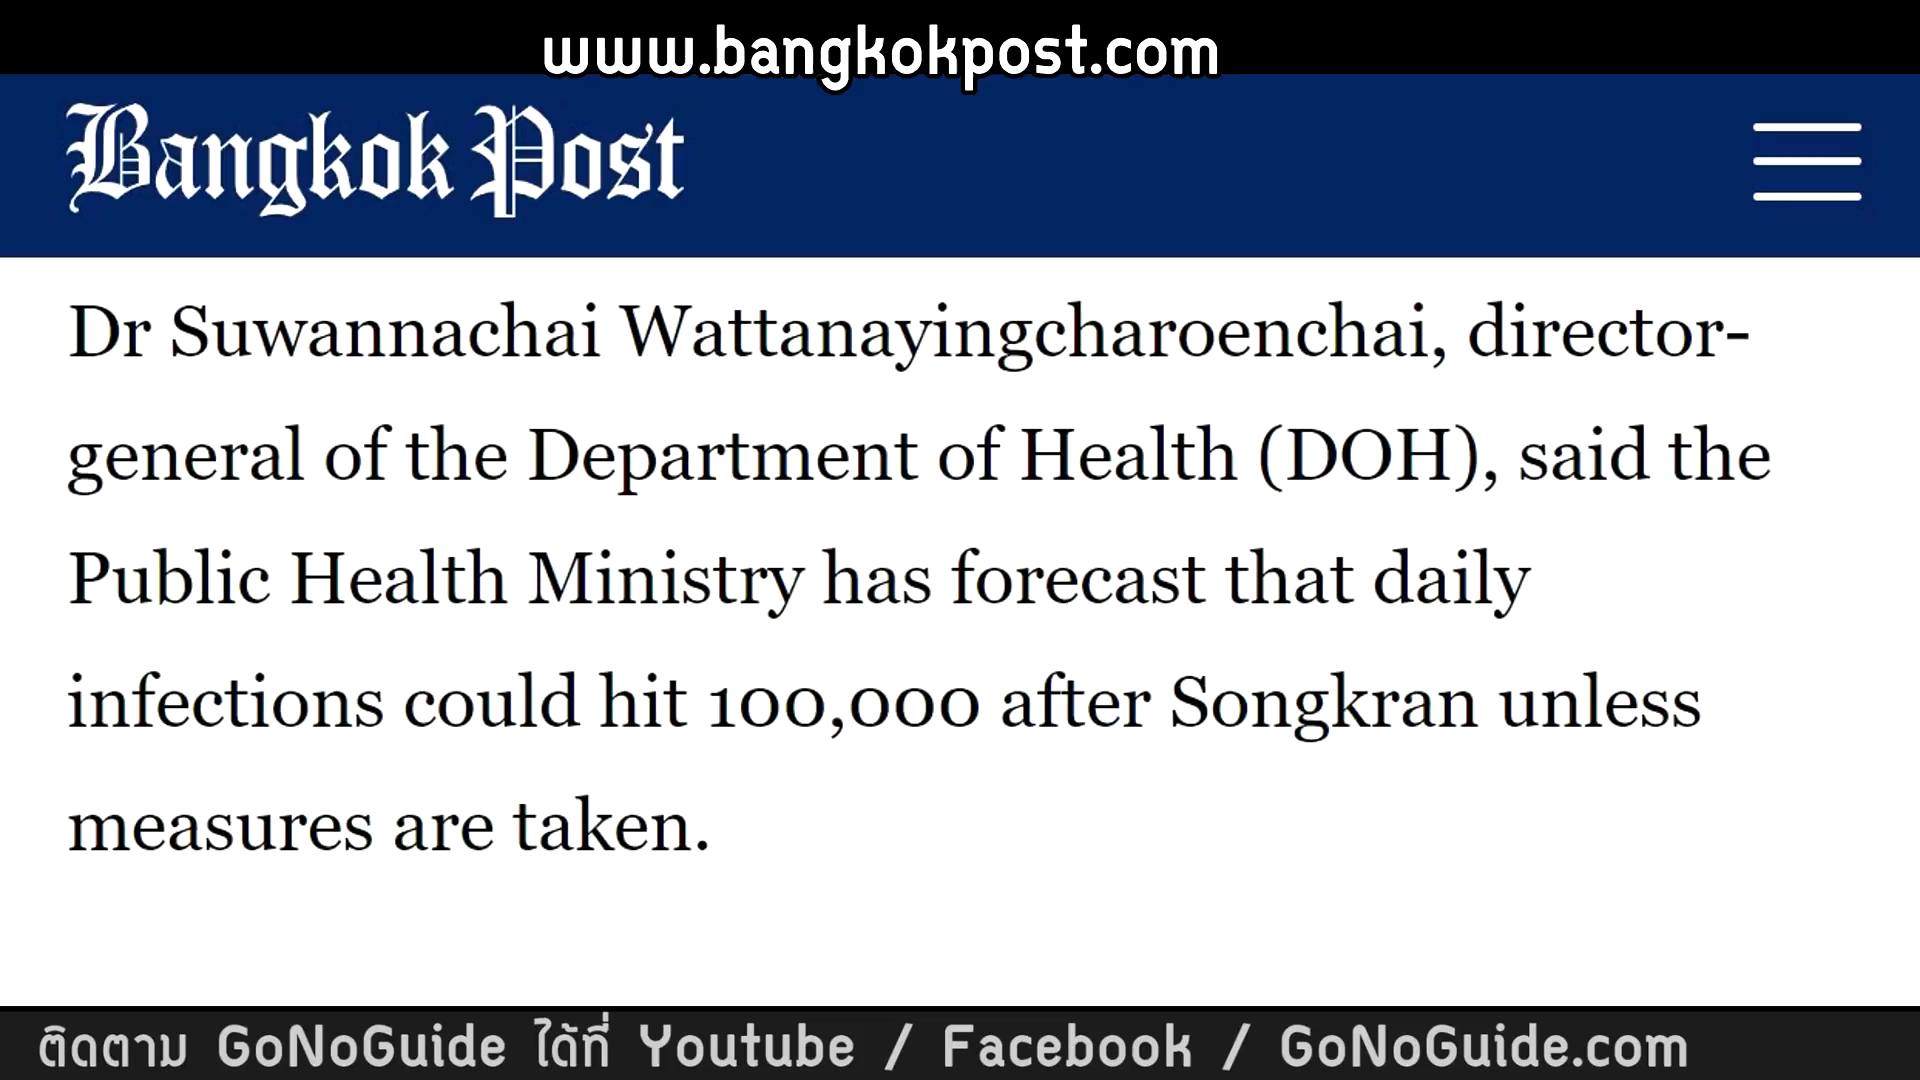 www.bangkokpost.com
Bangkok Post
Dr Suwannachai Wattanayingcharoenchai, director-
general of the Department of Health (DOH), said the
Public Health Ministry has forecast that daily
infections could hit 100,000 after Songkran unless
measures are taken.
ติดตาม GoNoGuide ได้ที่ Youtube / Facebook / GoNoGuide.com